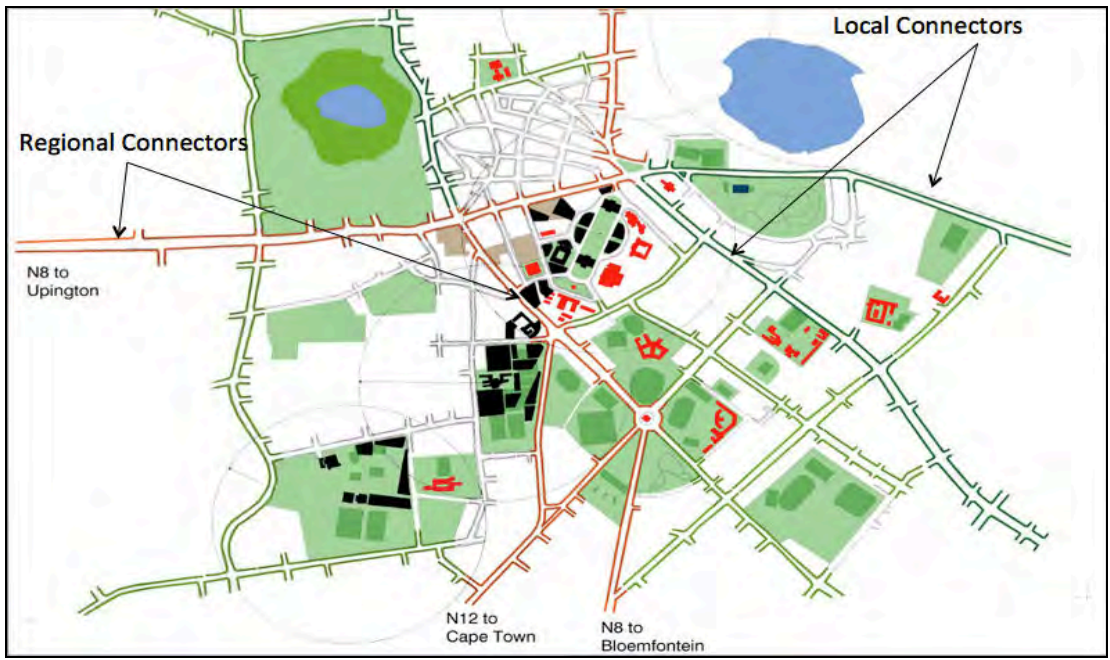 Local Connectors
Regional Connectors
N8 to
Upington
N12 to
Cape Town
N8 to
Bloemfontein